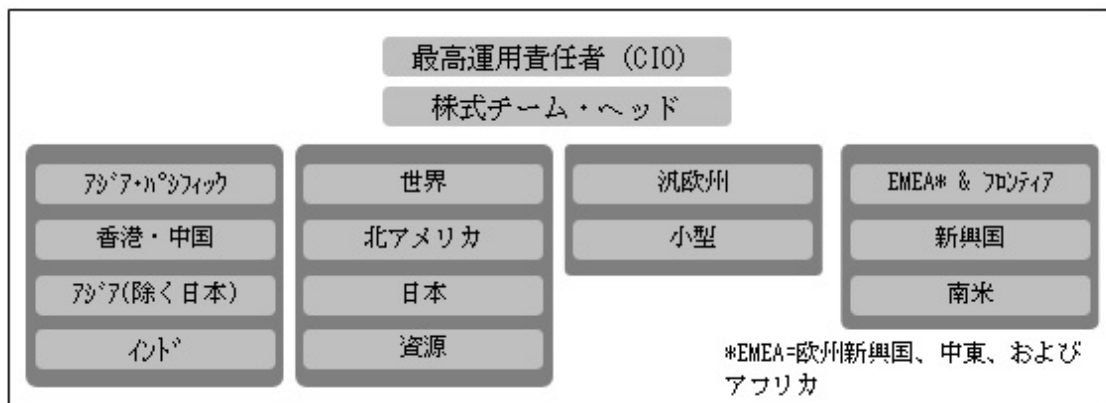 最高運用責任者 (CIO)
株式チーム・ヘッド
ｱｼﾞｱ・ﾊﾟｼﾌｨｯｸ
香港・中国
ｱｼﾞｱ(除く日本)
ｲﾝﾄﾞ
世界
北アメリカ
日本
資源
汎欧州
小型
EMEA* & ﾌﾛﾝﾃｨｱ
新興国
南米
*EMEA=欧州新興国、中東、および
アフリカ